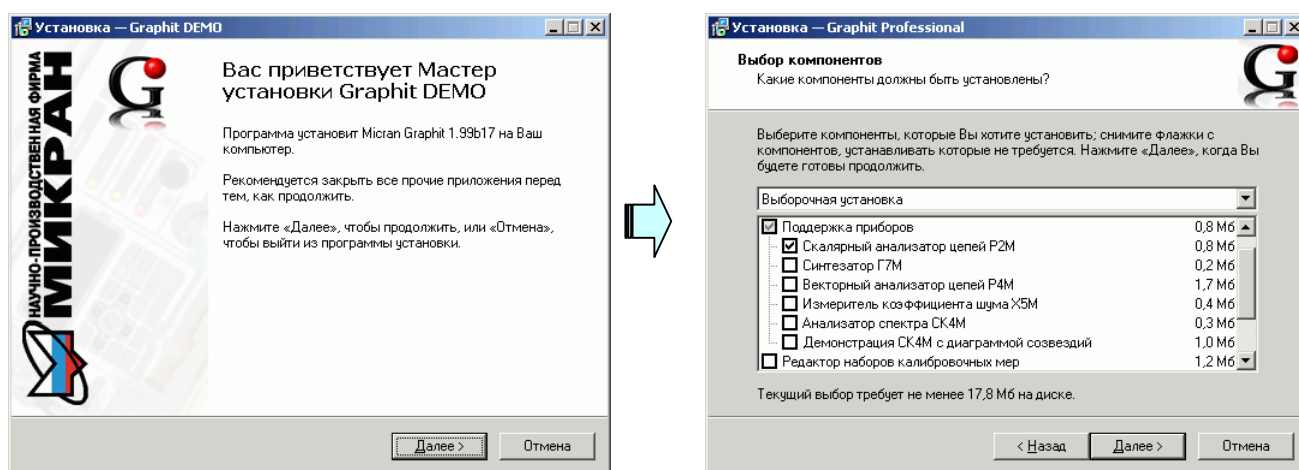 Установка — Graphit DEMO
НАУЧНО-ПРОИЗВОДСТВЕННАЯ ФИРМА
МИКРАН
G
Вас приветствует Мастер
установки Graphit DEMO
Программа установит Micran Graphit 1.99b17 на Ваш
компьютер.
Рекомендуется закрыть все прочие приложения перед
тем, как продолжить.
Нажмите «Далее», чтобы продолжить, или «Отмена»,
чтобы выйти из программы установки.
Далее >
Отмена
Установка — Graphit Professional
Выбор компонентов
Какие компоненты должны быть установлены?
G
Выберите компоненты, которые Вы хотите установить; снимите флажки с
компонентов, устанавливать которые не требуется. Нажмите «Далее», когда Вы
будете готовы продолжить.
Выборочная установка
Поддержка приборов 0,8 Мб
Скалярный анализатор цепей Р2М 0,8 Мб
Синтезатор Г7М 0,2 Мб
Векторный анализатор цепей Р4М 1,7 Мб
Измеритель коэффициента шума Х5М 0,4 Мб
Анализатор спектра СК4М 0,3 Мб
Демонстрация СК4М с диаграммой созвездий 1,0 Мб
Редактор наборов калибровочных мер 1,2 Мб
Текущий выбор требует не менее 17,8 Мб на диске.
< Назад
Далее >
Отмена